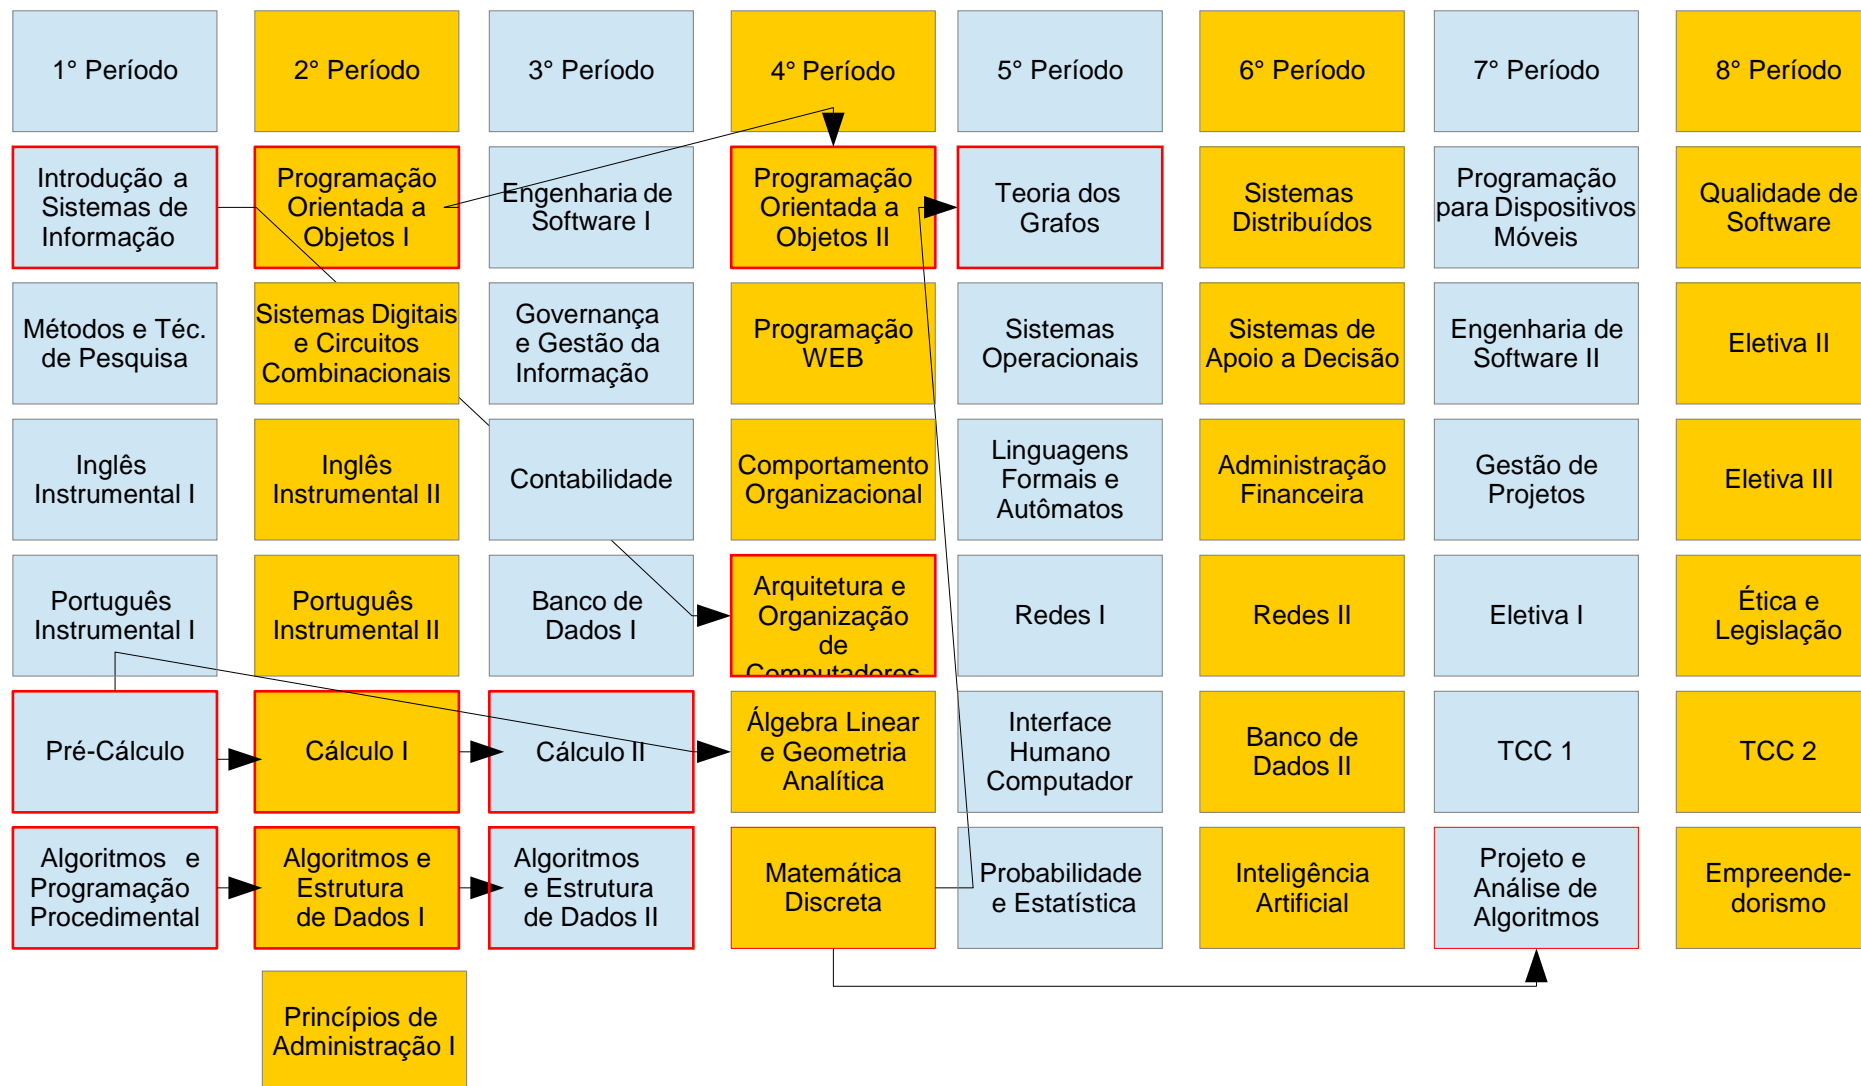 1° Período
2° Período
3° Período
4° Período
5° Período
6° Período
7° Período
8° Período
Introdução a
Sistemas de
Informação
Programação
Orientada a
Objetos I
Engenharia de
Software I
Programação
Orientada a
Objetos II
Teoria dos
Grafos
Sistemas
Distribuídos
Programação
para Dispositivos
Móveis
Qualidade de
Software
Métodos e Téc.
de Pesquisa
Sistemas Digitais
e Circuitos
Combinacionais
Governança
e Gestão da
Informação
Programação
WEB
Sistemas
Operacionais
Sistemas de
Apoio a Decisão
Engenharia de
Software II
Eletiva II
Inglês
Instrumental I
Inglês
Instrumental II
Contabilidade
Comportamento
Organizacional
Linguagens
Formais e
Autômatos
Administração
Financeira
Gestão de
Projetos
Eletiva III
Português
Instrumental I
Português
Instrumental II
Banco de
Dados I
Arquitetura e
Organização
de
Computadores
Redes I
Redes II
Eletiva I
Ética e
Legislação
Pré-Cálculo
Cálculo I
Cálculo II
Álgebra Linear
e Geometria
Analítica
Interface
Humano
Computador
Banco de
Dados II
TCC 1
TCC 2
Algoritmos e
Programação
Procedimental
Algoritmos e
Estrutura
de Dados I
Algoritmos
e Estrutura
de Dados II
Matemática
Discreta
Probabilidade
e Estatística
Inteligência
Artificial
Projeto e
Análise de
Algoritmos
Empreende-
dorismo
Princípios de
Administração I